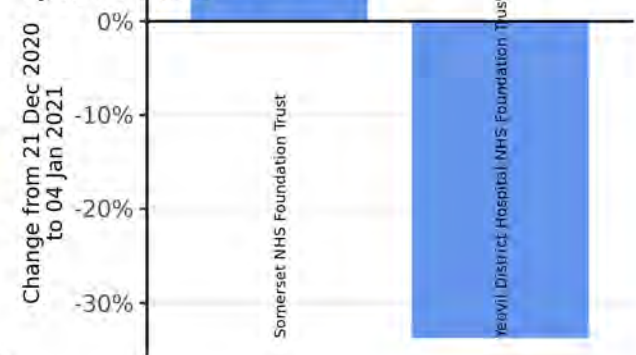 Change from 21 Dec 2020
to 04 Jan 2021
0%
-10%
-20%
-30%
Somerset NHS Foundation Trust
Yeovil District Hospital NHS Foundation Trust